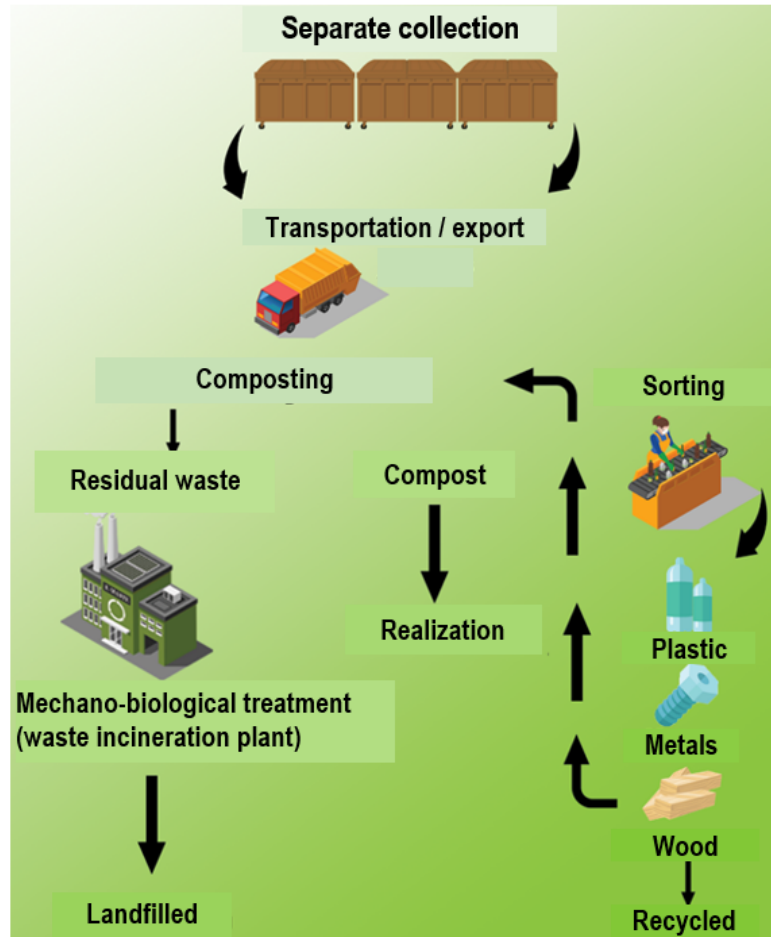 Separate collection
Transportation / export
Composting
Sorting
Residual waste
Compost
Realization
Plastic
Mechano-biological treatment
(waste incineration plant)
Metals
Wood
Landfilled
Recycled